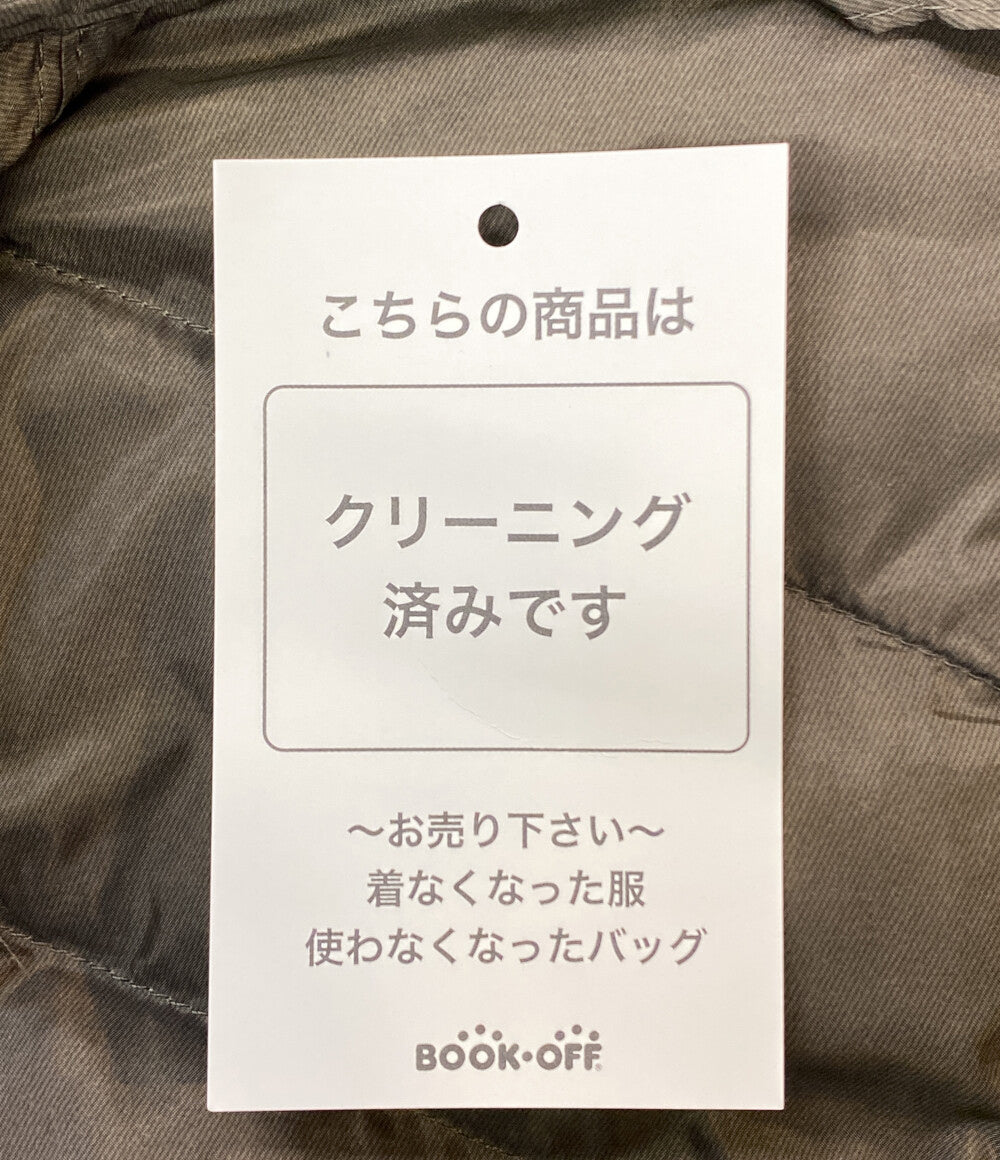 こちらの商品は
クリーニング
済みです
～お売り下さい～
着なくなった服
使わなくなったバッグ
BOOK・OFF®